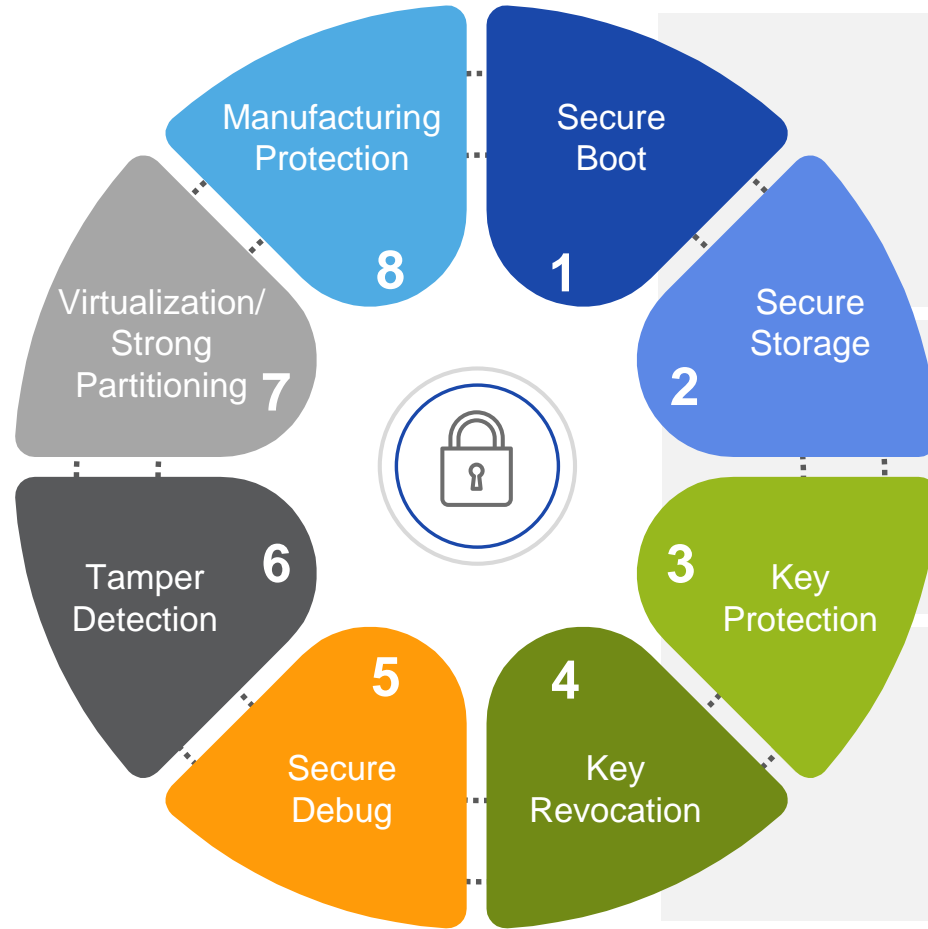 Secure
Boot
1
Secure
Storage
2
3
Key
Protection
4
Key
Revocation
5
Secure
Debug
6
Tamper
Detection
Virtualization/
Strong
Partitioning 7
Manufacturing
Protection
8